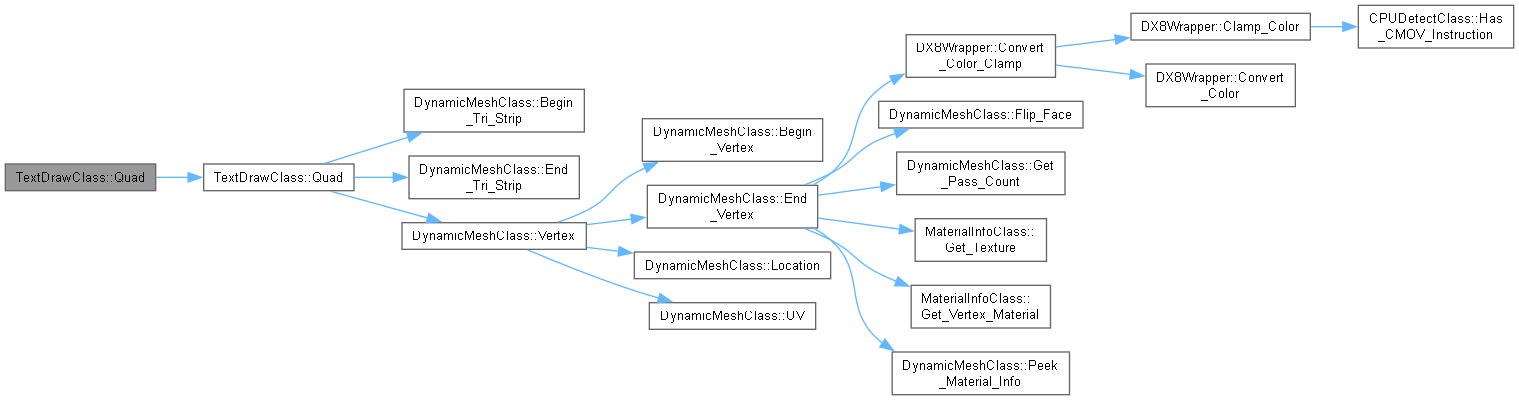 TextDrawClass::Quad
TextDrawClass::Quad
DynamicMeshClass::Begin
_Tri_Strip
DynamicMeshClass::End
_Tri_Strip
DynamicMeshClass::Vertex
DynamicMeshClass::Begin
_Vertex
DynamicMeshClass::End
_Vertex
DynamicMeshClass::Location
DynamicMeshClass::UV
DX8Wrapper::Convert
_Color_Clamp
DynamicMeshClass::Flip_Face
DynamicMeshClass::Get
_Pass_Count
MaterialInfoClass::
Get_Texture
MaterialInfoClass::
Get_Vertex_Material
DynamicMeshClass::Peek
_Material_Info
DX8Wrapper::Clamp_Color
DX8Wrapper::Convert
_Color
CPUDetectClass::Has
_CMOV_Instruction